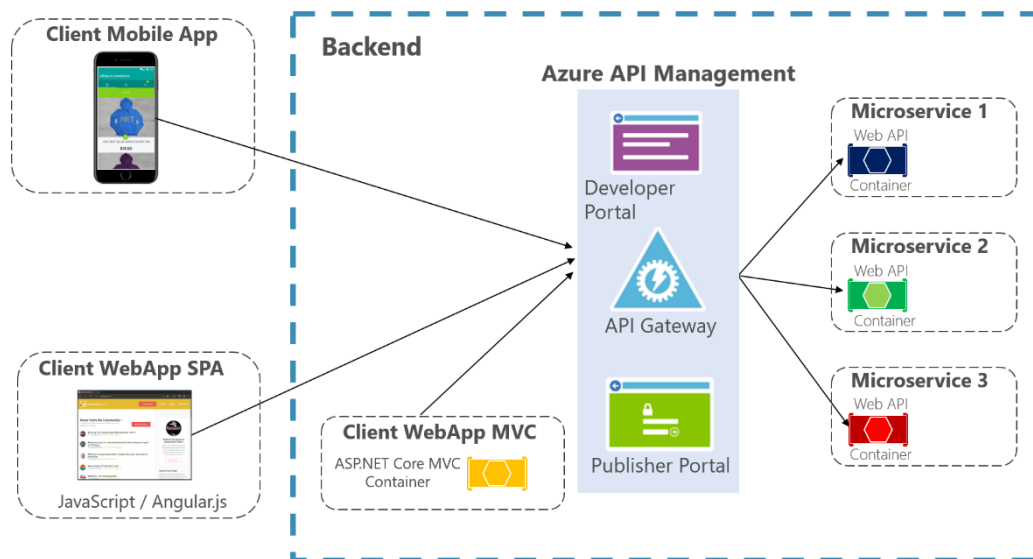 Client Mobile App
Backend
Azure API Management
Developer
Portal
API Gateway
Publisher Portal
Microservice 1
Web API
Container
Microservice 2
Web API
Container
Microservice 3
Web API
Container
Client WebApp SPA
JavaScript / Angular.js
Client WebApp MVC
ASP.NET Core MVC
Container
.NET